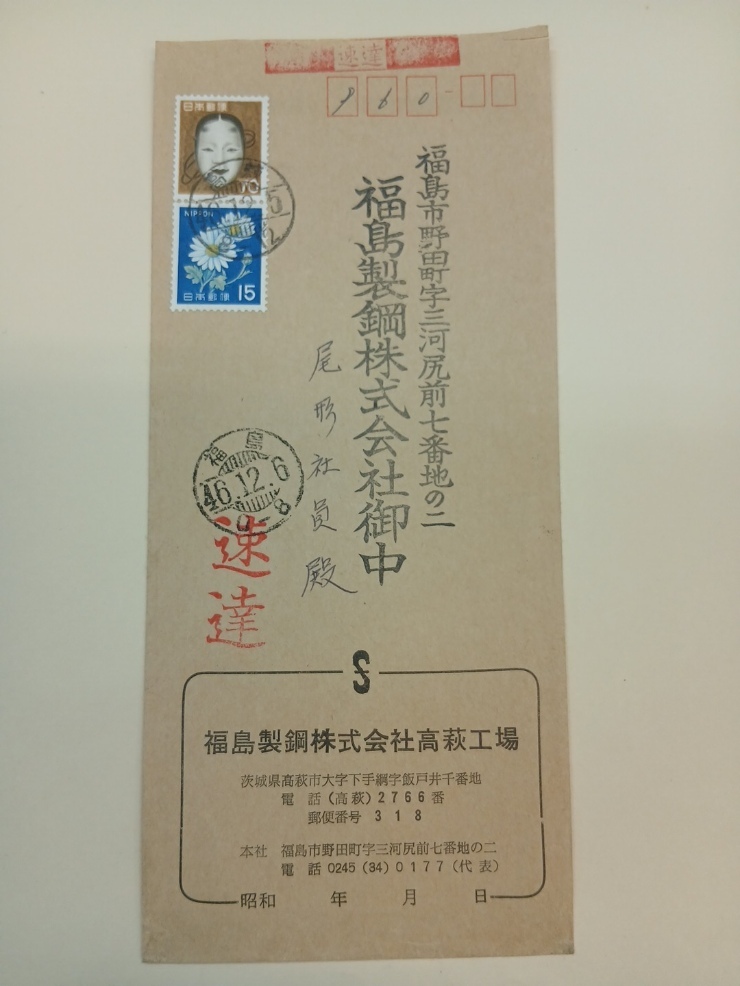 速達
960-
日本郵便
NIPPON
日本郵便 15
福島市野田町字三河尻前七番地の二
福島製鋼株式会社御中
尾形社員殿
福島
46.12.6
速達
福島製鋼株式会社高萩工場
茨城県高萩市大字下手綱字飯戸井千番地
電話(高萩)2766番
郵便番号 318
本社 福島市野田町字三河尻前七番地の二
電話 0245(34)0177(代表)
昭和 年 月 日